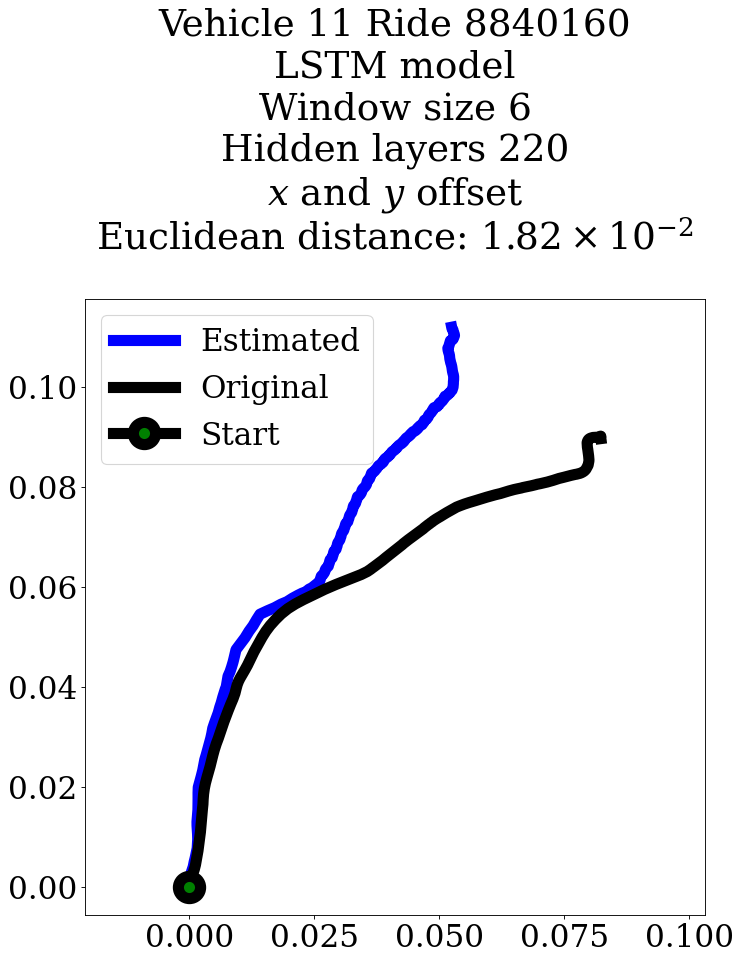 Vehicle 11 Ride 8840160
LSTM model
Window size 6
Hidden layers 220
x and y offset
Euclidean distance: 1.82 × 10⁻²
Estimated
Original
Start
0.10
0.08
0.06
0.04
0.02
0.00
0.000 0.025 0.050 0.075 0.100